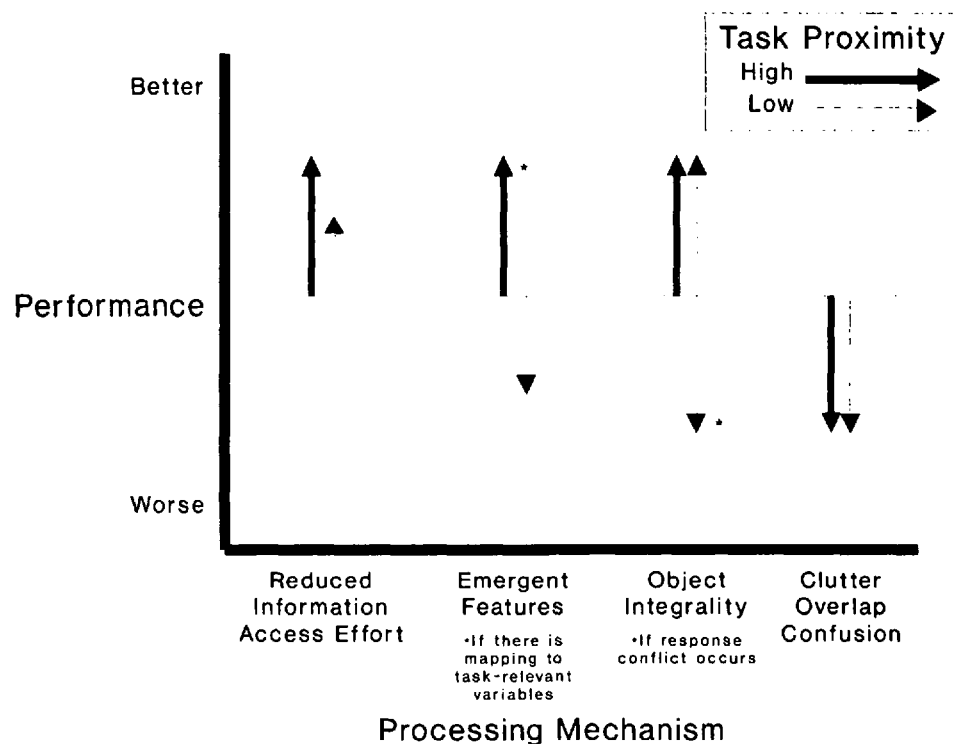 Task Proximity
High
Low
Better
Performance
Worse
*
*
Reduced
Information
Access Effort
Emergent
Features
*If there is
mapping to
task-relevant
variables
Object
Integrality
*If response
conflict occurs
Clutter
Overlap
Confusion
Processing Mechanism